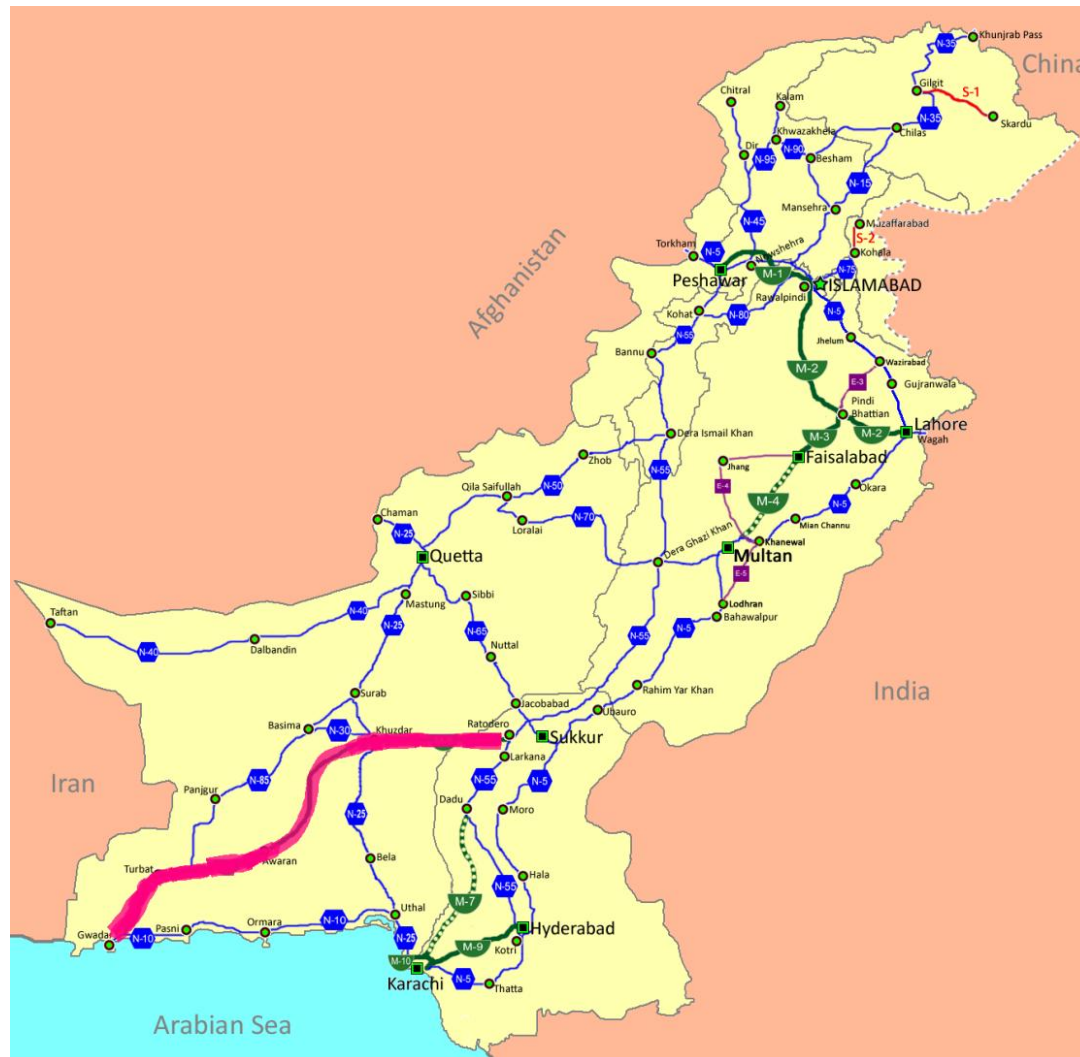 N-35
Khunjrab Pass
China
Chitral
Kalam
Gilgit
S-1
N-35
Skardu
Khwazakhela
Chilas
Dir
N-95
N-90
Besham
N-15
Mansehra
N-45
Muzaffarabad
S-2
Kohala
Torkham
N-5
Nowshehra
N-75
Afghanistan
Peshawar
M-1
ISLAMABAD
Rawalpindi
Kohat
N-80
N-5
N-55
Jhelum
Bannu
Wazirabad
M-2
E-3
Gujranwala
Pindi
Bhattian
Lahore
Wagah
M-3
M-2
Dera Ismail Khan
Zhob
Faisalabad
Jhang
N-55
N-50
Qila Saifullah
E-4
Okara
M-4
N-5
Chaman
N-25
Loralai
N-70
Mian Channu
Dera Ghazi Khan
Khanewal
Quetta
Multan
E-5
Mastung
Sibbi
Lodhran
Taftan
N-40
N-25
N-65
N-5
Bahawalpur
Dalbandin
N-40
N-55
Nuttal
Surab
Rahim Yar Khan
India
Jacobabad
Ubauro
Basima
N-30
Khuzdar
Ratodero
Sukkur
Larkana
Iran
Panjgur
N-85
N-55
N-5
Dadu
Moro
N-25
Turbat
Awaran
Bela
Hala
N-55
M-7
Uthal
Gwadar
N-10
Pasni
Ormara
N-10
N-25
Hyderabad
M-9
Kotri
M-10
Karachi
N-5
Thatta
Arabian Sea